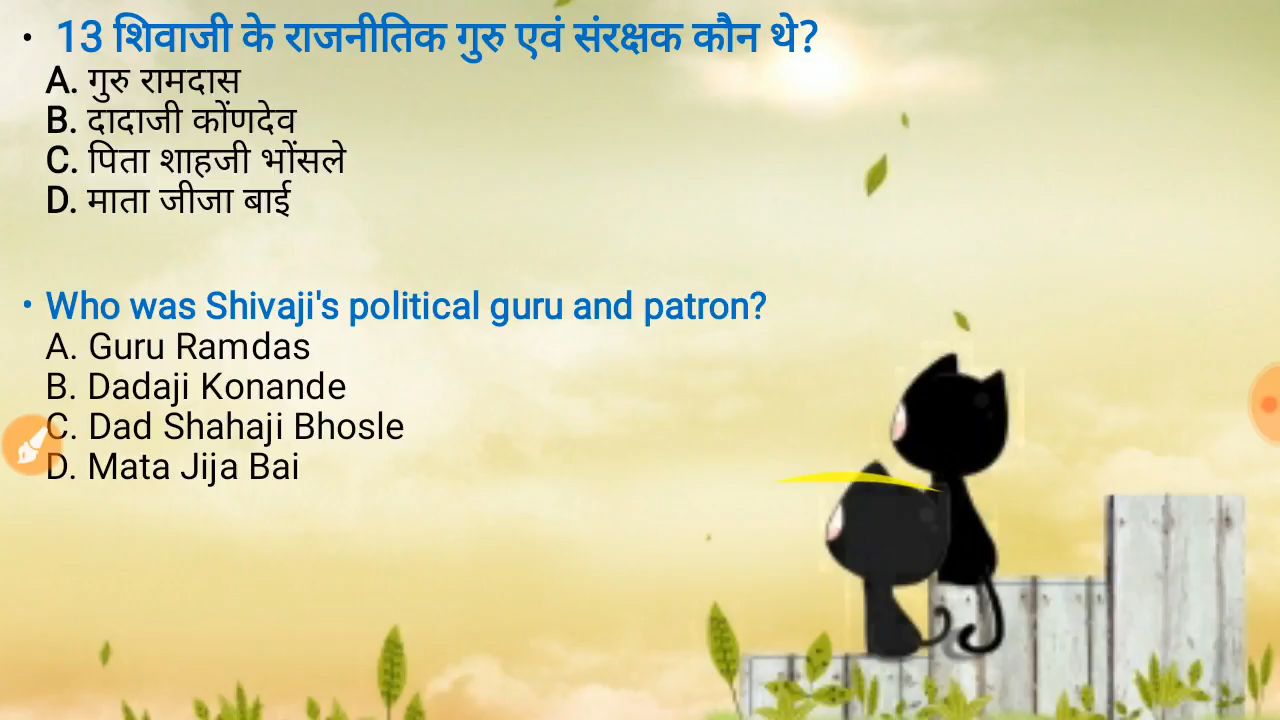 • 13 शिवाजी के राजनीतिक गुरु एवं संरक्षक कौन थे?
A. गुरु रामदास
B. दादाजी कोंणदेव
C. पिता शाहजी भोंसले
D. माता जीजा बाई
• Who was Shivaji's political guru and patron?
A. Guru Ramdas
B. Dadaji Konande
C. Dad Shahaji Bhosle
D. Mata Jija Bai